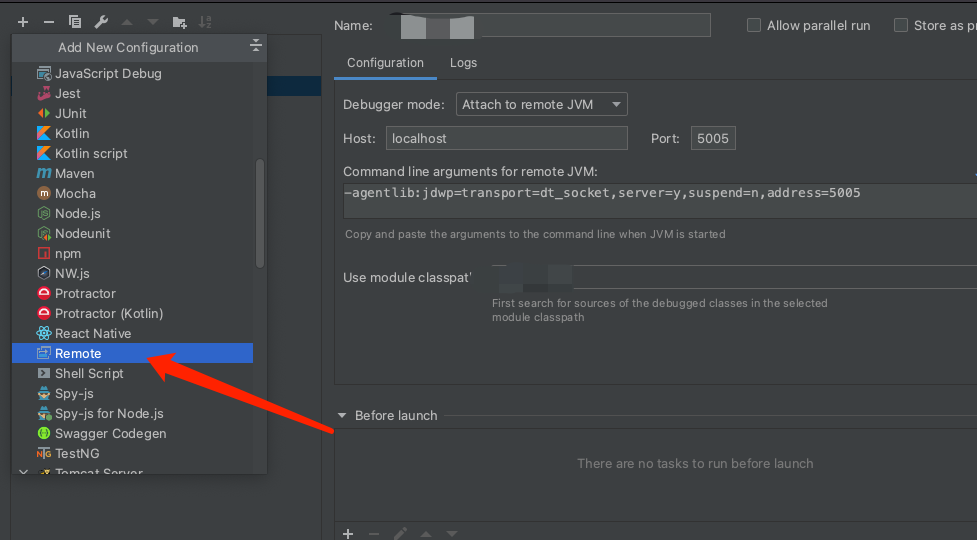 Add New Configuration
JavaScript Debug
Jest
JUnit
Kotlin
Kotlin script
Maven
Mocha
Node.js
Nodeunit
npm
NW.js
Protractor
Protractor (Kotlin)
React Native
Remote
Shell Script
Spy-js
Spy-js for Node.js
Swagger Codegen
TestNG
Tomcat Server
Name:
Allow parallel run
Store as
Configuration
Logs
Debugger mode:
Attach to remote JVM
Host:
localhost
Port:
5005
Command line arguments for remote JVM:
-agentlib:jdwp=transport=dt_socket,server=y,suspend=n,address=5005
Copy and paste the arguments to the command line when JVM is started
Use module
First search for sources of the debugged classes in the selected
module classpath
Before launch
There are no tasks to run before launch